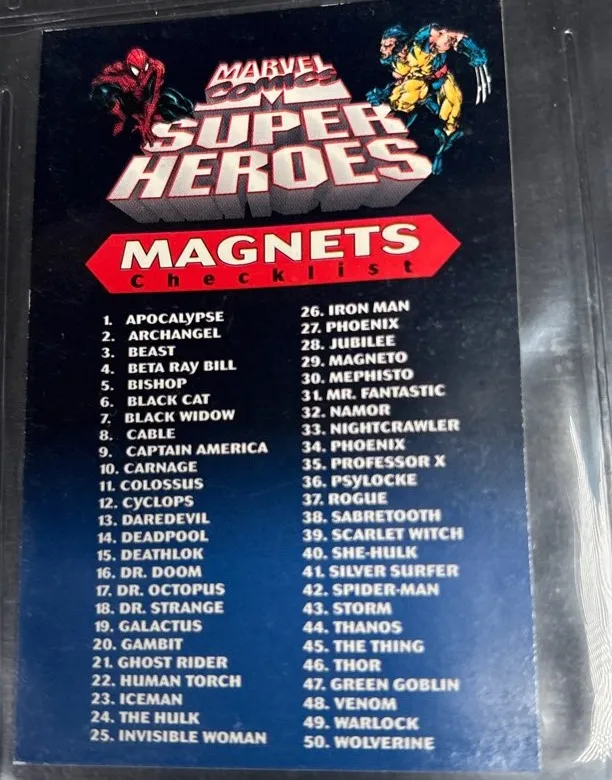 MARVEL
COMICS
SUPER
HEROES
MAGNETS
Checklist
1. APOCALYPSE
2. ARCHANGEL
3. BEAST
4. BETA RAY BILL
5. BISHOP
6. BLACK CAT
7. BLACK WIDOW
8. CABLE
9. CAPTAIN AMERICA
10. CARNAGE
11. COLOSSUS
12. CYCLOPS
13. DAREDEVIL
14. DEADPOOL
15. DEATHLOK
16. DR. DOOM
17. DR. OCTOPUS
18. DR. STRANGE
19. GALACTUS
20. GAMBIT
21. GHOST RIDER
22. HUMAN TORCH
23. ICEMAN
24. THE HULK
25. INVISIBLE WOMAN
26. IRON MAN
27. PHOENIX
28. JUBILEE
29. MAGNETO
30. MEPHISTO
31. MR. FANTASTIC
32. NAMOR
33. NIGHTCRAWLER
34. PHOENIX
35. PROFESSOR X
36. PSYLOCKE
37. ROGUE
38. SABRETOOTH
39. SCARLET WITCH
40. SHE-HULK
41. SILVER SURFER
42. SPIDER-MAN
43. STORM
44. THANOS
45. THE THING
46. THOR
47. GREEN GOBLIN
48. VENOM
49. WARLOCK
50. WOLVERINE